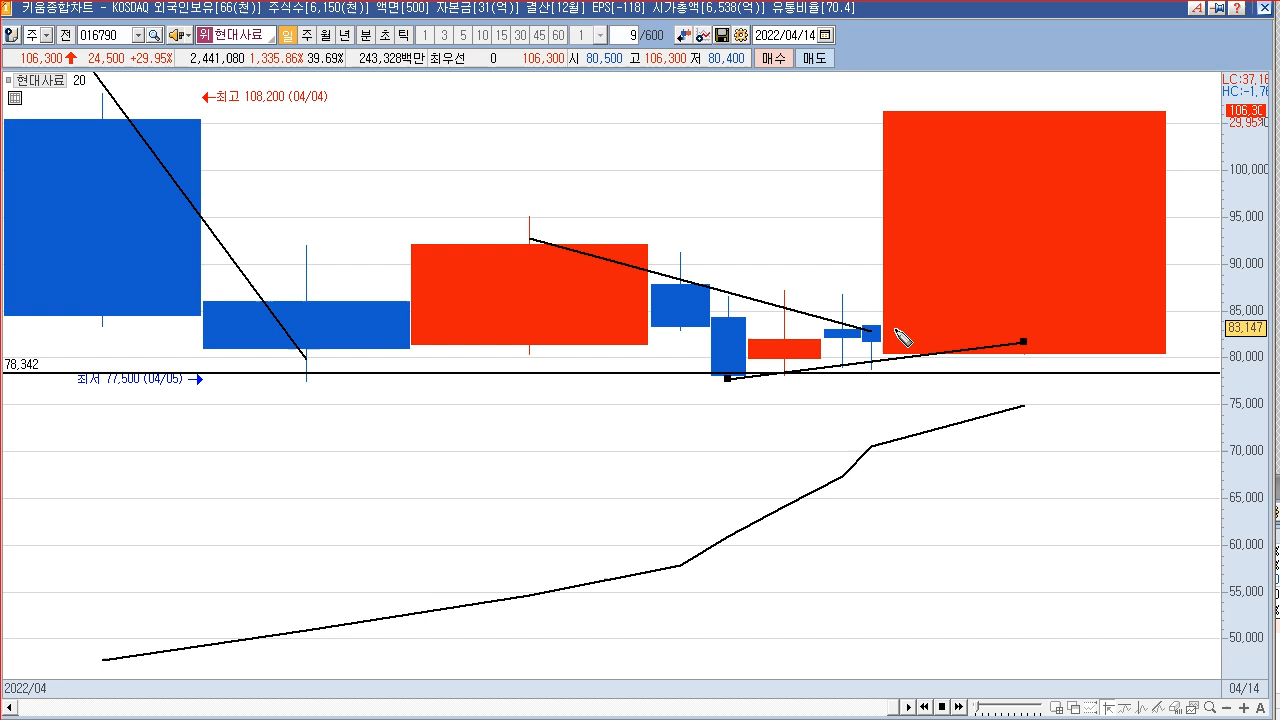 키움종합차트 - KOSDAQ 외국인보유[66(천)] 주식수[6,150(천)] 액면[500] 자본금[31(억)] 결산[12월] EPS[-118] 시가총액[6,538(억)] 유통비율[70.4]
주 전 016790 위 현대사료 일 주 월 년 분 초 틱 1 3 5 10 15 30 45 60 1 9 /600 2022/04/14
106,300 24,500 +29.95% 2,441,080 1,335.86% 39.69% 243,328백만 최우선 0 106,300 시 80,500 고 106,300 저 80,400 매수 매도
현대사료 20
LC:37,16
HC:-1,76
최고 108,200 (04/04)
106,30
29.95%
100,000
95,000
90,000
85,000
83,147
80,000
78,342
최저 77,500 (04/05)
75,000
70,000
65,000
60,000
55,000
50,000
2022/04 04/14